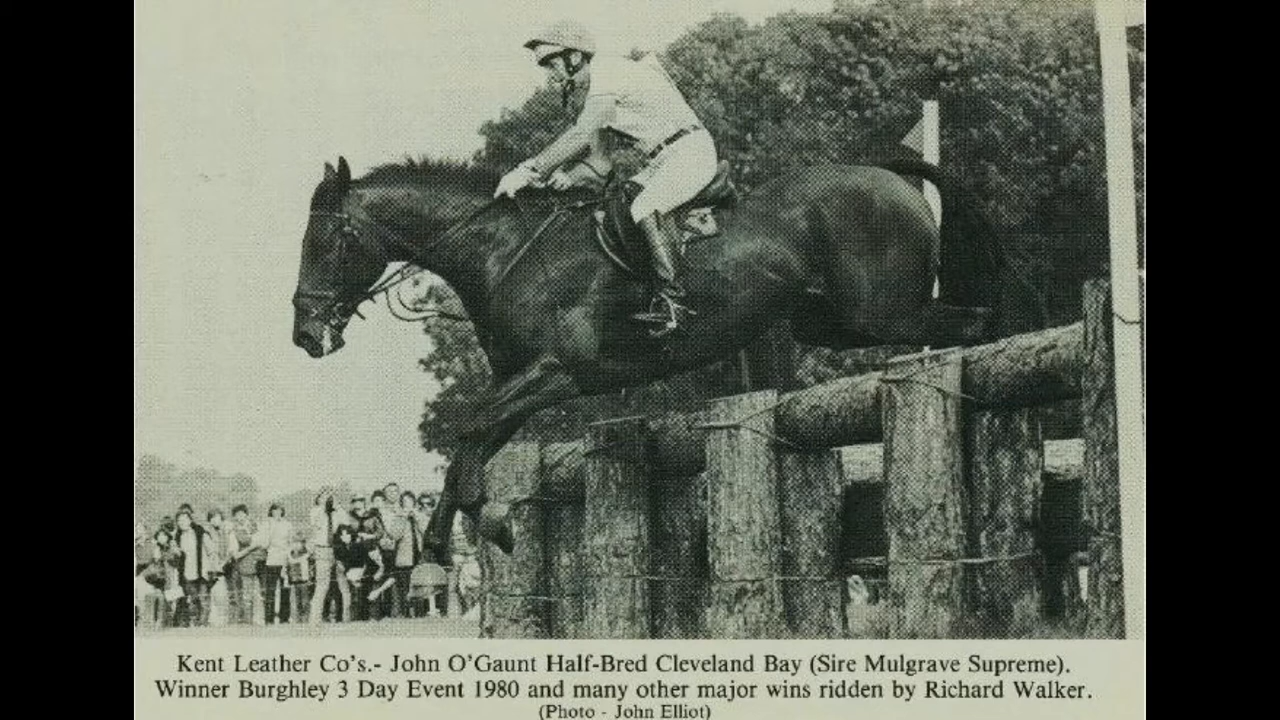 Kent Leather Co's.- John O'Gaunt Half-Bred Cleveland Bay (Sire Mulgrave Supreme).
Winner Burghley 3 Day Event 1980 and many other major wins ridden by Richard Walker.
(Photo - John Elliot)